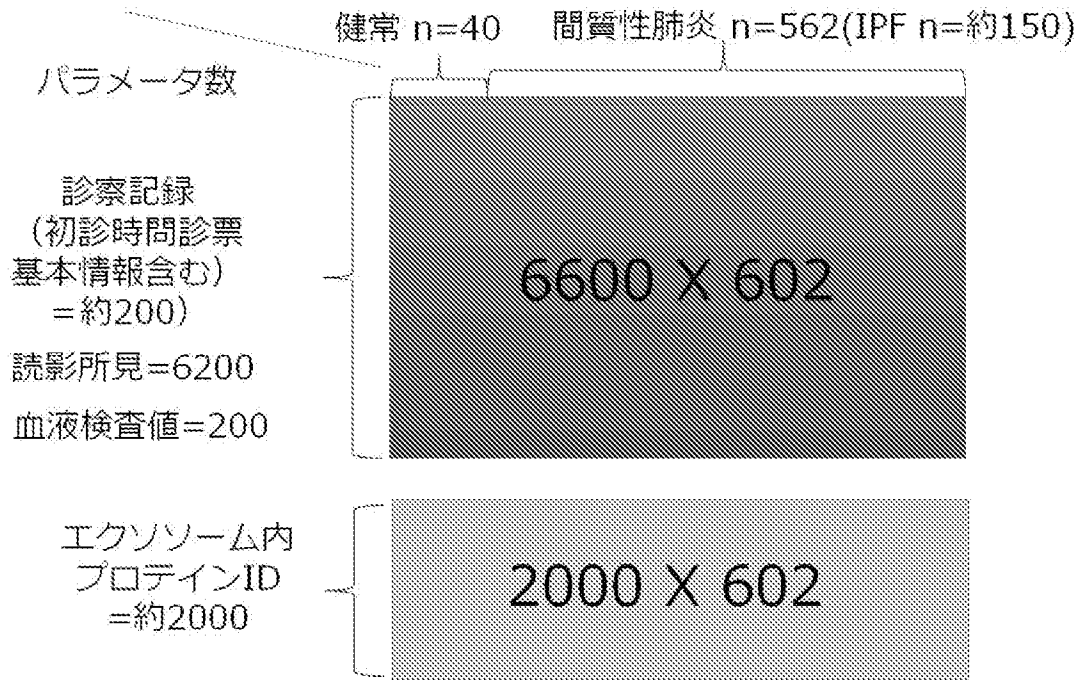 健常 n=40
間質性肺炎 n=562(IPF n=約150)
パラメータ数
診察記録
（初診時問診票
基本情報含む）
＝約200）
読影所見=6200
血液検査値=200
6600 X 602
エクソソーム内
プロテインID
=約2000
2000 X 602